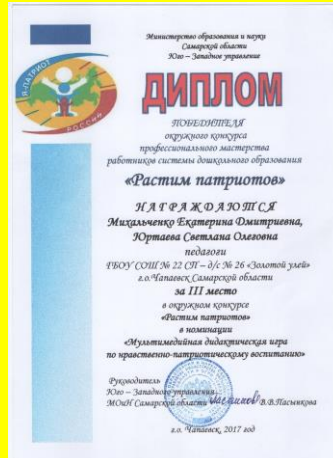 Министерство образования и науки
Самарской области
Юго – Западное управление
Я-ПАТРИОТ
РОССИИ
ДИПЛОМ
ПОБЕДИТЕЛЯ
окружного конкурса
профессионального мастерства
работников системы дошкольного образования
«Растим патриотов»
НАГРАЖДАЮТСЯ
Михальченко Екатерина Дмитриевна,
Юртаева Светлана Олеговна
педагоги
ГБОУ СОШ № 22 СП – д/с № 26 «Золотой улей»
г.о.Чапаевск Самарской области
за III место
в окружном конкурсе
«Растим патриотов»
в номинации
«Мультимедийная дидактическая игра
по нравственно-патриотическому воспитанию»
Руководитель
Юго – Западного управления
МОиН Самарской области В.В.Пасынкова
г.о. Чапаевск, 2017 год